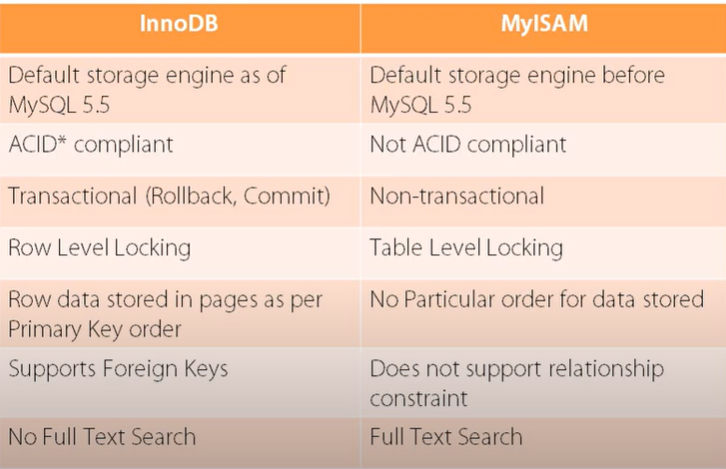 InnoDB MyISAM
Default storage engine as of Default storage engine before
MySQL 5.5 MySQL 5.5
ACID* compliant Not ACID compliant
Transactional (Rollback, Commit) Non-transactional
Row Level Locking Table Level Locking
Row data stored in pages as per No Particular order for data stored
Primary Key order
Supports Foreign Keys Does not support relationship
constraint
No Full Text Search Full Text Search